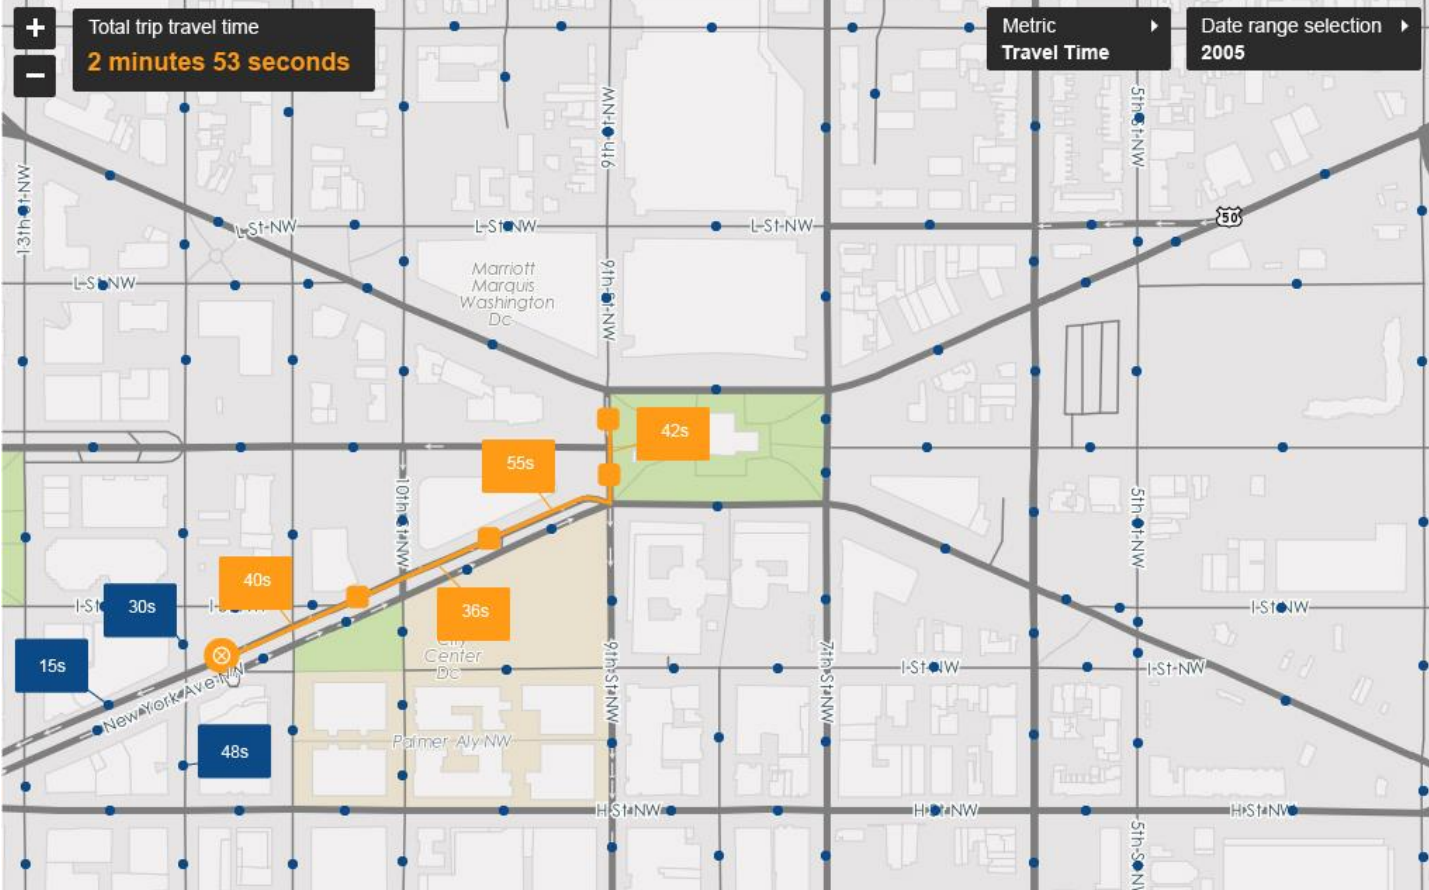 +
−
Total trip travel time
2 minutes 53 seconds
Metric
Travel Time
Date range selection
2005
9th-St-NW
5th-St-NW
13th-St-NW
L-St-NW
L-St-NW
L-St-NW
50
Marriott
Marquis
Washington
Dc
9th-St-NW
L-St-NW
42s
55s
10th-St-NW
5th-St-NW
40s
30s
36s
I-St-NW
City
Center
Dc
15s
9th-St-NW
7th-St-NW
I-St-NW
I-St-NW
New York Ave NW
48s
Palmer Aly NW
H-St-NW
H-St-NW
H-St-NW